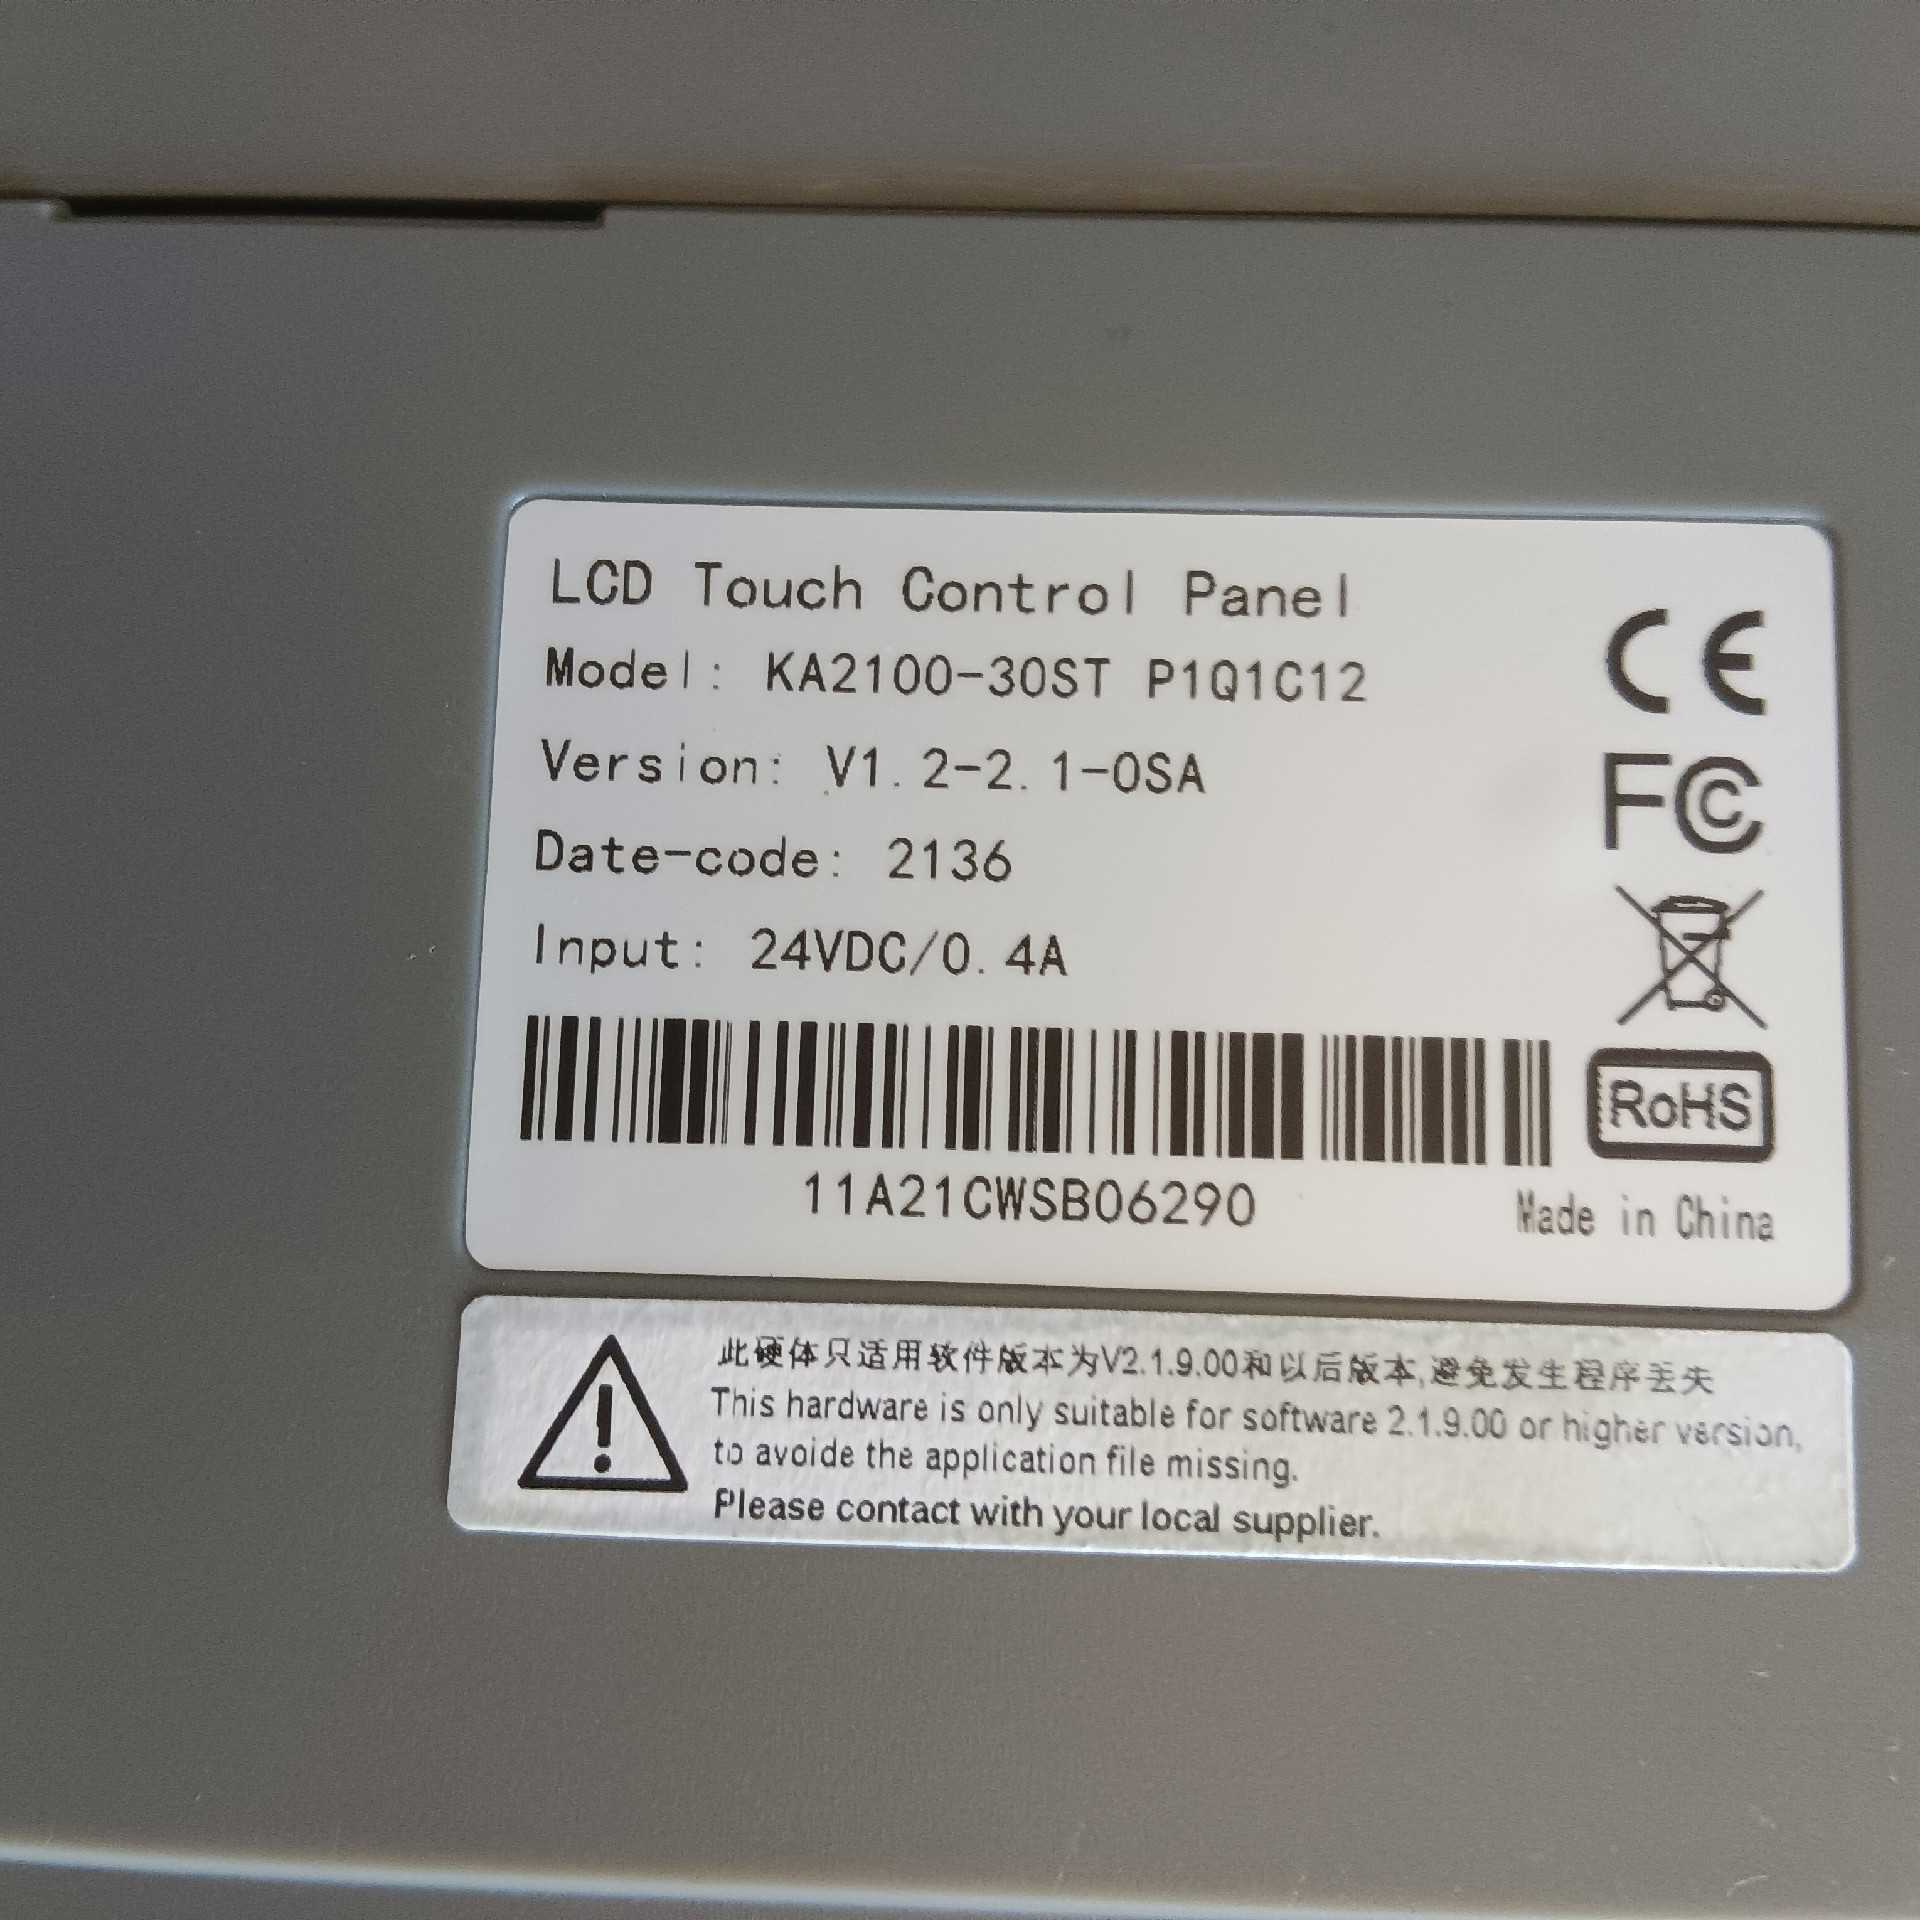 LCD Touch Control Panel
Model: KA2100-30ST P1Q1C12
Version: V1.2-2.1-0SA
Date-code: 2136
Input: 24VDC/0.4A
CE
FC
RoHS
11A21CWSB06290
Made in China
此硬体只适用软件版本为V2.1.9.00和以后版本,避免发生程序丢失
This hardware is only suitable for software 2.1.9.00 or higher version,
to avoide the application file missing.
Please contact with your local supplier.